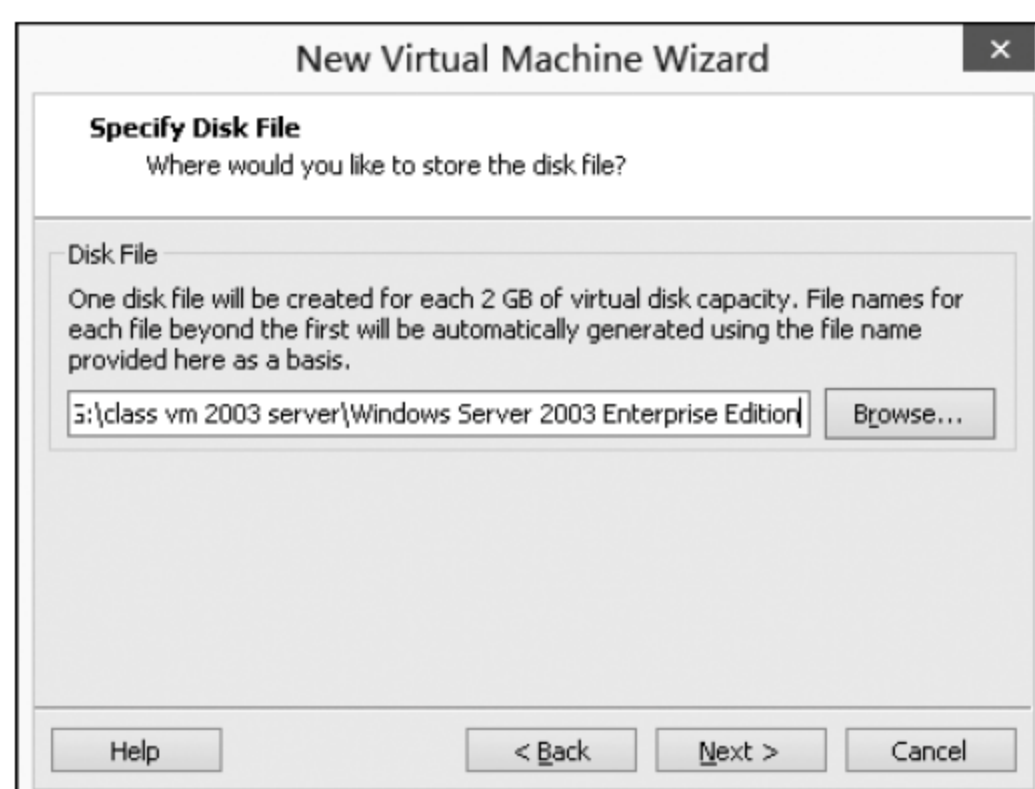 New Virtual Machine Wizard
Specify Disk File
Where would you like to store the disk file?
Disk File
One disk file will be created for each 2 GB of virtual disk capacity. File names for
each file beyond the first will be automatically generated using the file name
provided here as a basis.
:\class vm 2003 server\Windows Server 2003 Enterprise Edition
Browse...
Help
< Back
Next >
Cancel